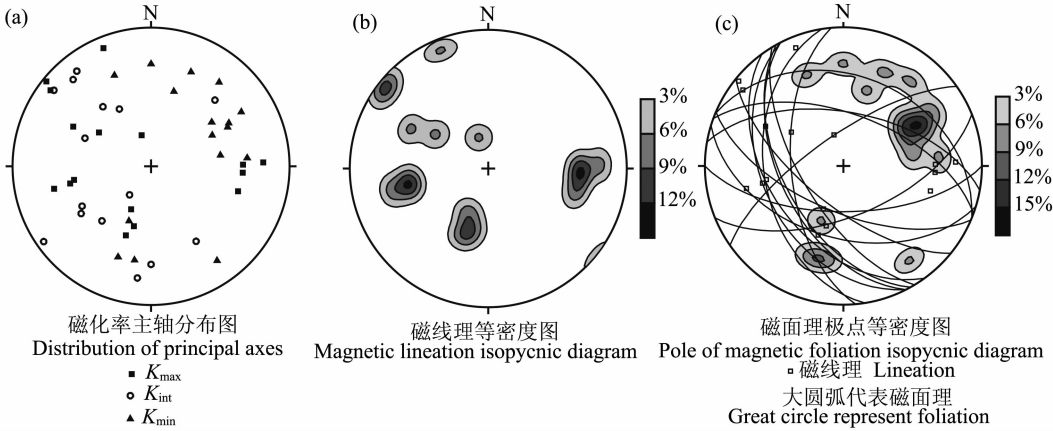 (a)
N
磁化率主轴分布图
Distribution of principal axes
Kmax
Kint
Kmin
(b)
N
3%
6%
9%
12%
磁线理等密度图
Magnetic lineation isopycnic diagram
(c)
N
3%
6%
9%
12%
15%
磁面理极点等密度图
Pole of magnetic foliation isopycnic diagram
磁线理 Lineation
大圆弧代表磁面理
Great circle represent foliation